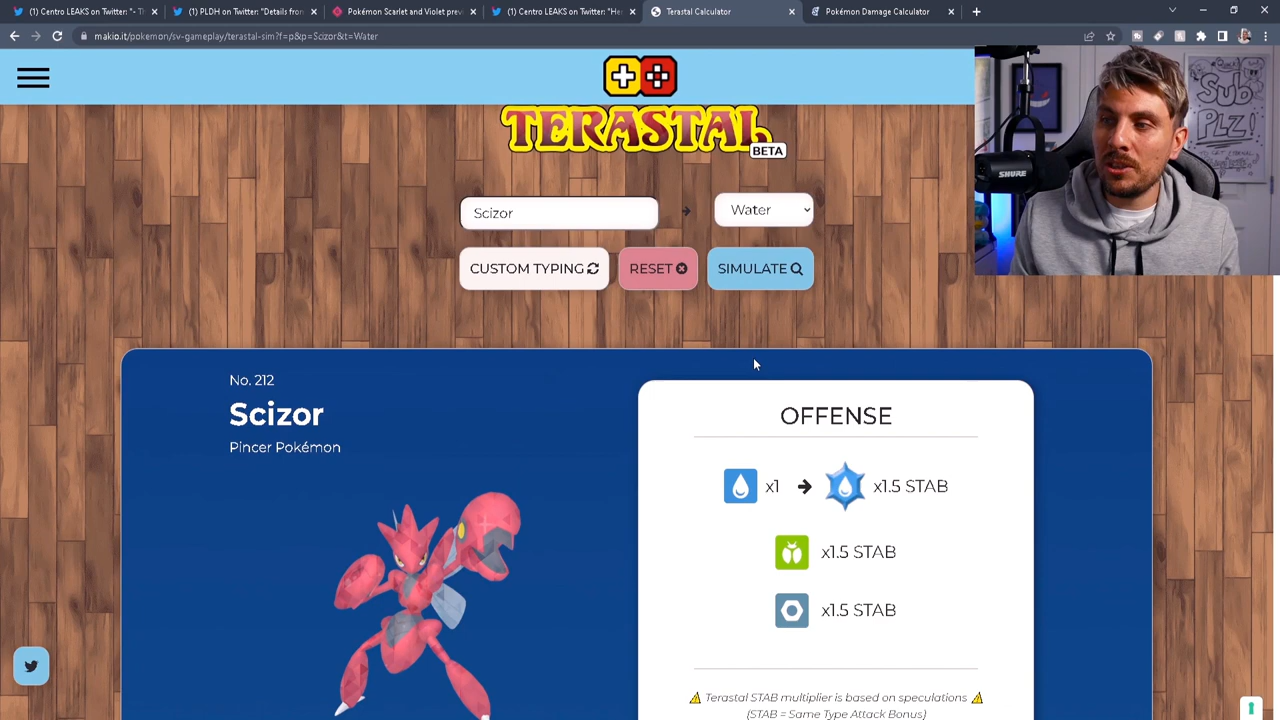 (1) Centro LEAKS on Twitter: "- Th
(1) PLDH on Twitter: "Details from
Pokémon Scarlet and Violet previ
(1) Centro LEAKS on Twitter: "He
Terastal Calculator
Pokémon Damage Calculator
makio.it/pokemon/sv-gameplay/terastal-sim?f=p&p=Scizor&t=Water
TERASTAL
BETA
Scizor
Water
CUSTOM TYPING
RESET
SIMULATE
SHURE
Sub
PLZ!
No. 212
Scizor
Pincer Pokémon
OFFENSE
x1 x1.5 STAB
x1.5 STAB
x1.5 STAB
Terastal STAB multiplier is based on speculations
(STAB = Same Type Attack Bonus)